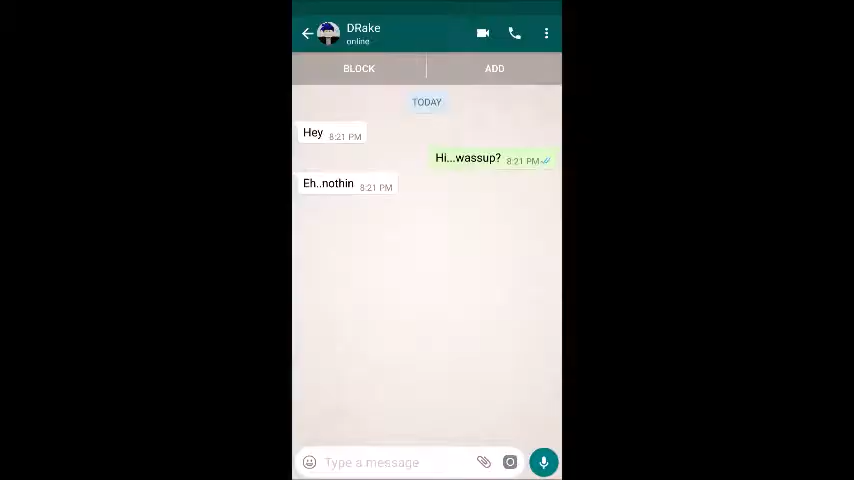 DRake
online
BLOCK ADD
TODAY
Hey 8:21 PM
Hi...wassup? 8:21 PM
Eh..nothin 8:21 PM
Type a message